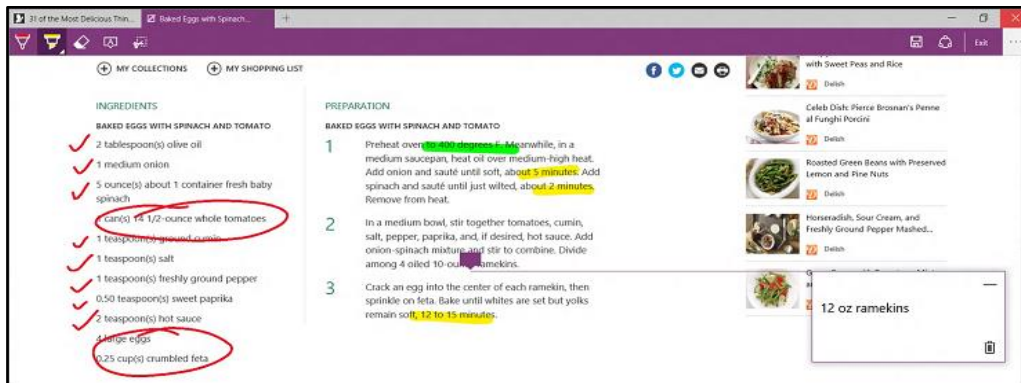 31 of the Most Delicious Thin...
Baked Eggs with Spinach...
Exit
MY COLLECTIONS
MY SHOPPING LIST
INGREDIENTS
BAKED EGGS WITH SPINACH AND TOMATO
2 tablespoon(s) olive oil
1 medium onion
5 ounce(s) about 1 container fresh baby
spinach
can(s) 14 1/2-ounce whole tomatoes
1 teaspoon(s) ground cumin
1 teaspoon(s) salt
1 teaspoon(s) freshly ground pepper
0.50 teaspoon(s) sweet paprika
2 teaspoon(s) hot sauce
4 large eggs
0.25 cup(s) crumbled feta
PREPARATION
BAKED EGGS WITH SPINACH AND TOMATO
1
Preheat oven to 400 degrees F. Meanwhile, in a
medium saucepan, heat oil over medium-high heat.
Add onion and sauté until soft, about 5 minutes. Add
spinach and sauté until just wilted, about 2 minutes.
Remove from heat.
2
In a medium bowl, stir together tomatoes, cumin,
salt, pepper, paprika, and, if desired, hot sauce. Add
onion-spinach mixture and stir to combine. Divide
among 4 oiled 10-ounce ramekins.
3
Crack an egg into the center of each ramekin, then
sprinkle on feta. Bake until whites are set but yolks
remain soft, 12 to 15 minutes.
with Sweet Peas and Rice
Delish
Celeb Dish: Pierce Brosnan's Penne
al Funghi Porcini
Delish
Roasted Green Beans with Preserved
Lemon and Pine Nuts
Delish
Horseradish, Sour Cream, and
Freshly Ground Pepper Mashed...
Delish
12 oz ramekins